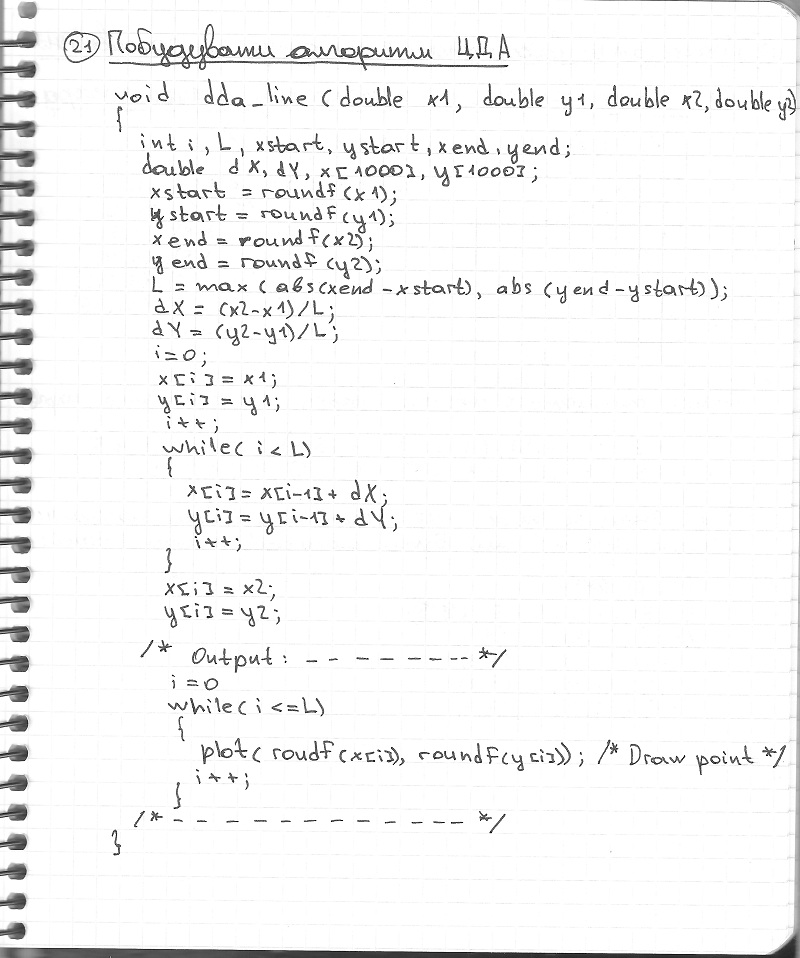 21 Побудувати алгоритм ЦДА
void dda_line (double x1, double y1, double x2, double y2)
{
int i, L, xstart, ystart, xend, yend;
double dX, dY, x[1000], y[1000];
xstart = roundf(x1);
ystart = roundf(y1);
xend = roundf(x2);
yend = roundf(y2);
L = max(abs(xend-xstart), abs(yend-ystart));
dX = (x2-x1)/L;
dY = (y2-y1)/L;
i=0;
x[i] = x1;
y[i] = y1;
i++;
while(i < L)
{
x[i] = x[i-1] + dX;
y[i] = y[i-1] + dY;
i++;
}
x[i] = x2;
y[i] = y2;
/* Output: - - - - - - - - */
i=0
while(i <= L)
{
plot(roudf(x[i]), roundf(y[i])); /* Draw point */
i++;
}
/* - - - - - - - - - - - - - */
}